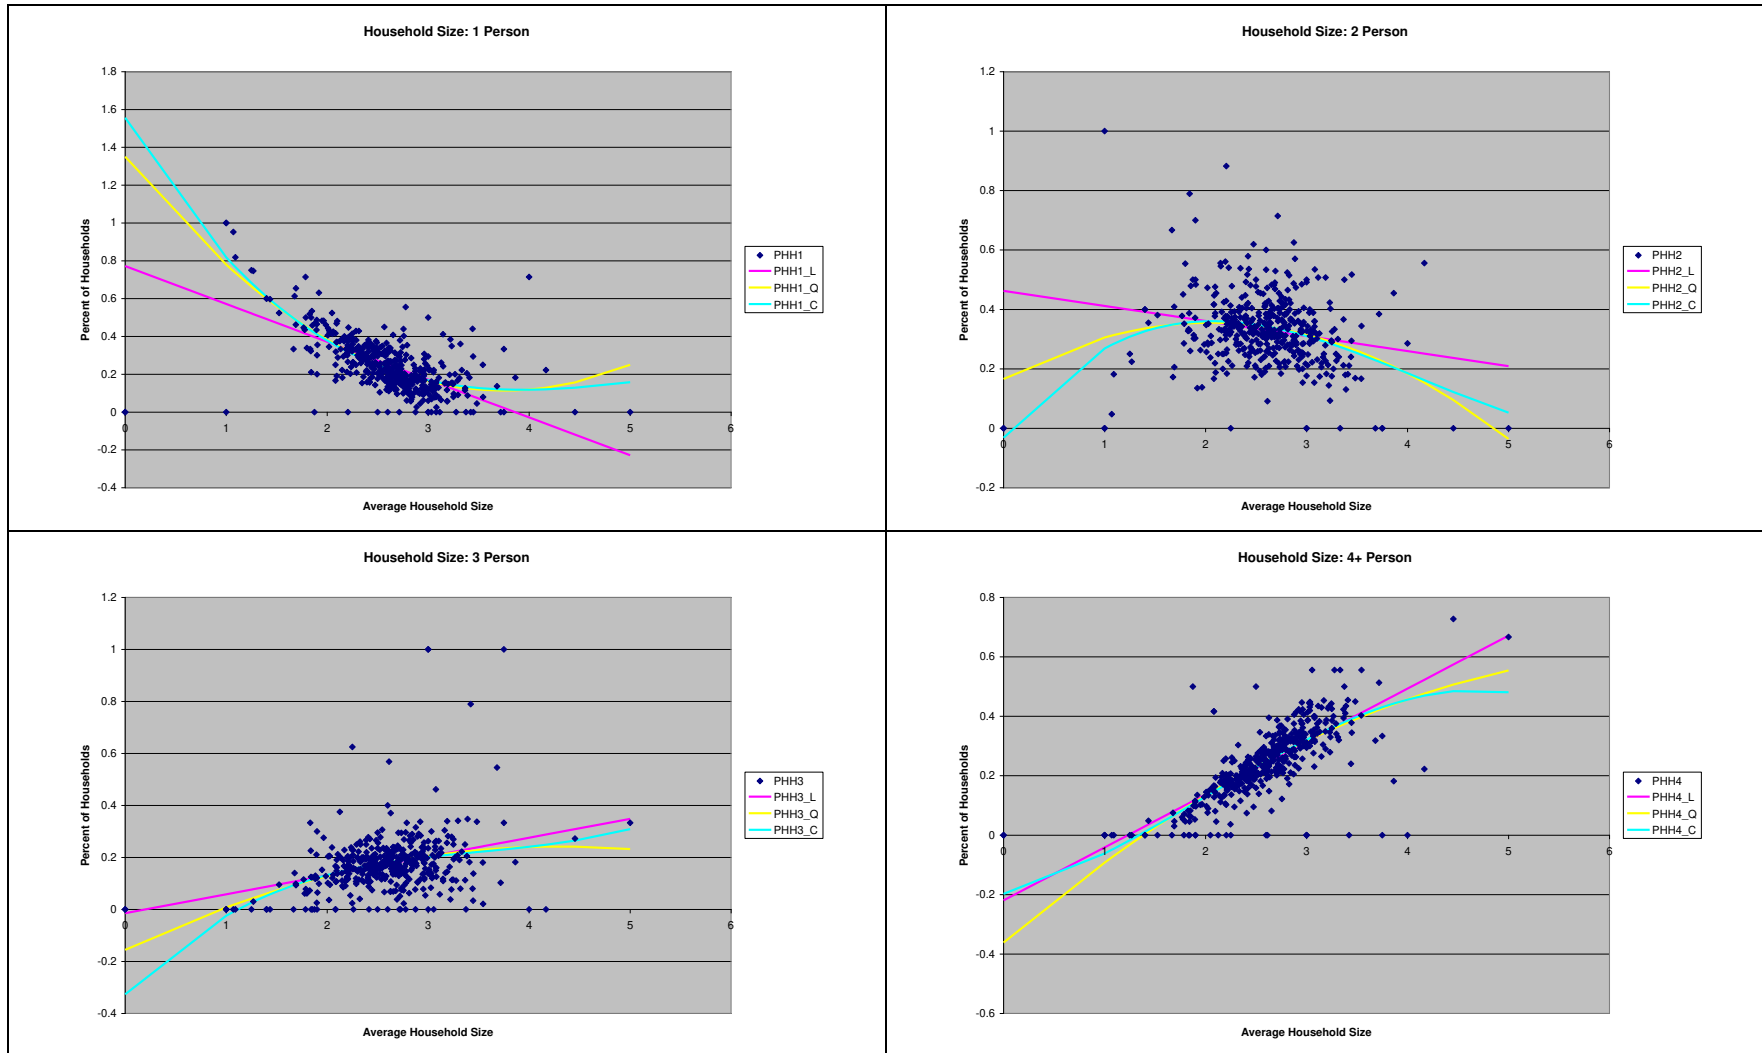 Household Size: 1 Person
1.8
1.6
1.4
1.2
1
0.8
0.6
0.4
0.2
0
-0.2
-0.4
0 1 2 3 4 5 6
Percent of Households
Average Household Size
PHH1
PHH1_L
PHH1_Q
PHH1_C
Household Size: 2 Person
1.2
1
0.8
0.6
0.4
0.2
0
-0.2
0 1 2 3 4 5 6
Percent of Households
Average Household Size
PHH2
PHH2_L
PHH2_Q
PHH2_C
Household Size: 3 Person
1.2
1
0.8
0.6
0.4
0.2
0
-0.2
-0.4
0 1 2 3 4 5 6
Percent of Households
Average Household Size
PHH3
PHH3_L
PHH3_Q
PHH3_C
Household Size: 4+ Person
0.8
0.6
0.4
0.2
0
-0.2
-0.4
-0.6
0 1 2 3 4 5 6
Percent of Households
Average Household Size
PHH4
PHH4_L
PHH4_Q
PHH4_C